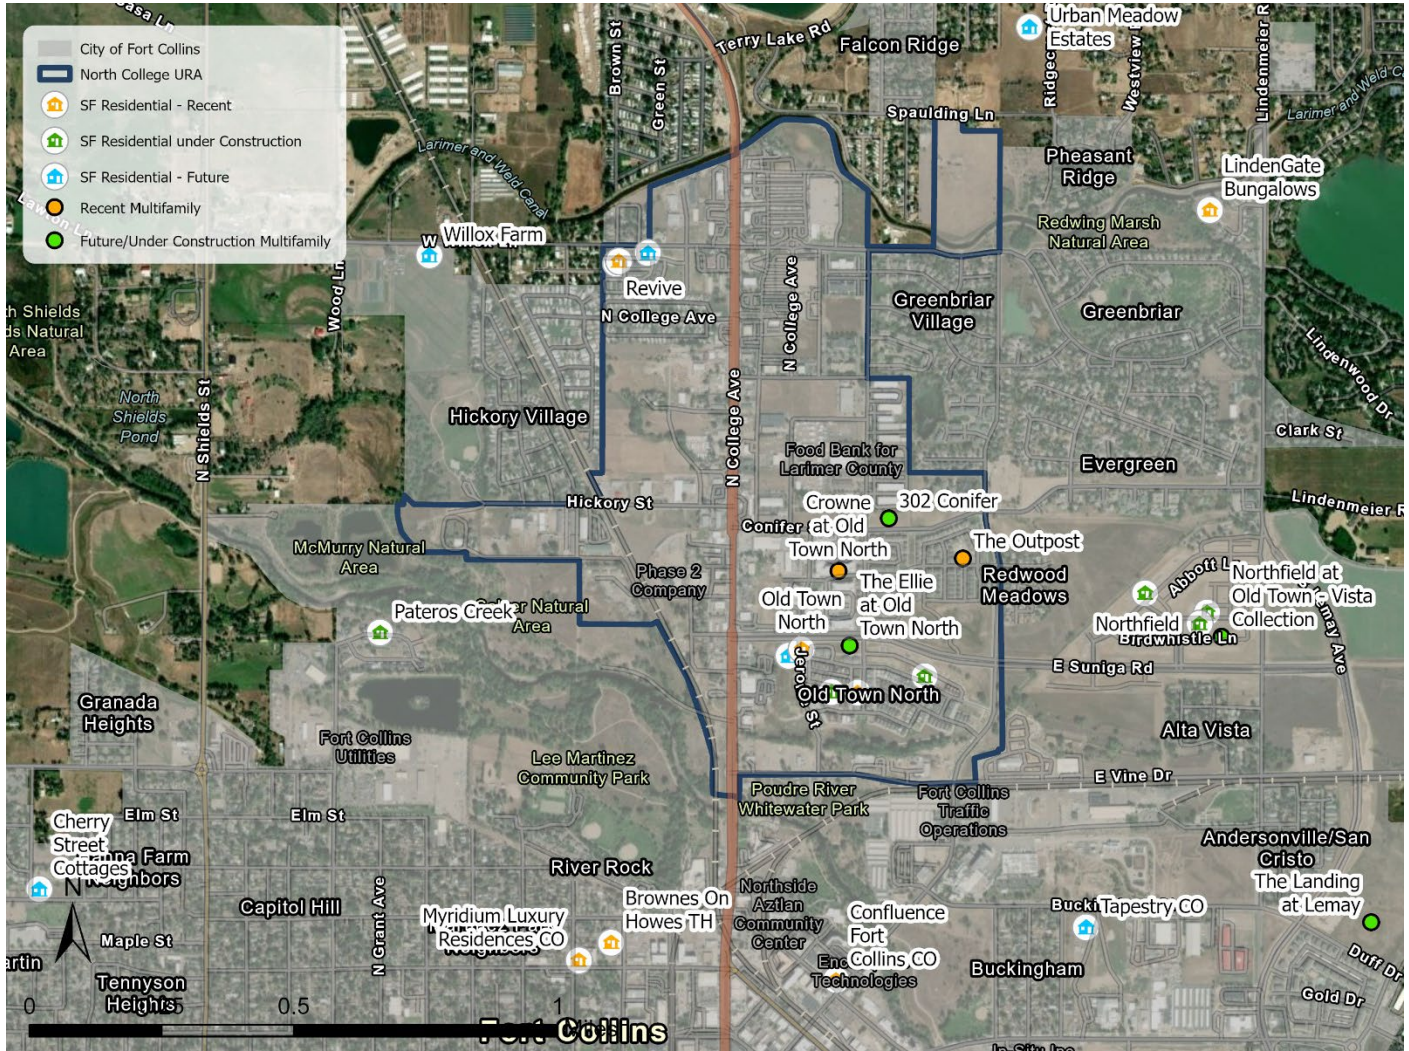 City of Fort Collins
North College URA
SF Residential - Recent
SF Residential under Construction
SF Residential - Future
Recent Multifamily
Future/Under Construction Multifamily
Brown St
Green St
Terry Lake Rd
Falcon Ridge
Urban Meadow
Estates
Westview
Spaulding Ln
Larimer and Weld Canal
Pheasant
Ridge
LindenGate
Bungalows
Redwing Marsh
Natural Area
Willox Farm
Revive
N College Ave
N College Ave
N College Ave
Greenbriar
Village
Greenbriar
Lindenwood Dr
Wood Ln
N Shields St
North
Shields
Pond
Hickory Village
Clark St
Food Bank for
Larimer County
Evergreen
Hickory St
Crowne
at Old
Town North
302 Conifer
Conifer
The Outpost
McMurry Natural
Area
Phase 2
Company
The Ellie
at Old
Town North
Redwood
Meadows
Old Town
North
Abbott
Northfield at
Old Town - Vista
Collection
Northfield
Birdwhistle Ln
Lemay Ave
E Suniga Rd
Pateros Creek
Natural
Area
Old Town North
Granada
Heights
Fort Collins
Utilities
Lee Martinez
Community Park
Alta Vista
E Vine Dr
Poudre River
Whitewater Park
Fort Collins
Traffic
Operations
Elm St
Elm St
Cherry
Street
Cottages
Farm
Neighbors
River Rock
Andersonville/San
Cristo
The Landing
at Lemay
N
Capitol Hill
N Grant Ave
Myridium Luxury
Residences CO
Brownes On
Howes TH
Northside
Aztlan
Community
Center
Confluence
Fort
Collins CO
Technologies
Tapestry CO
Buckingham
Maple St
Tennyson
Heights
Duff Dr
Gold Dr
0
0.5
1
Fort Collins